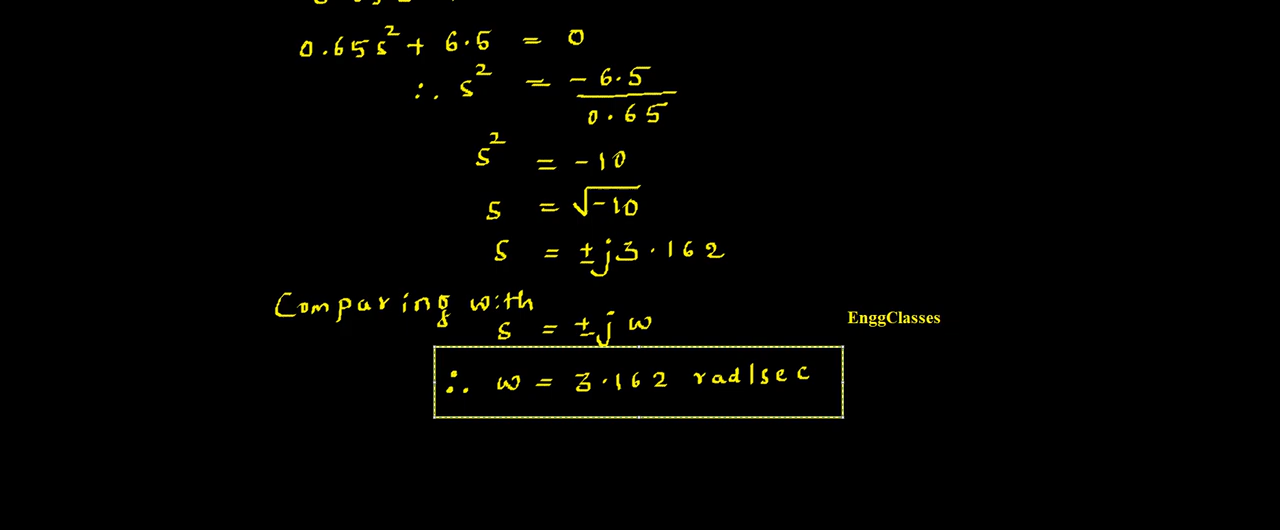 0.65s² + 6.5 = 0
∴ s² = -6.5/0.65
s² = -10
s = √-10
s = ±j3.162
Comparing with
s = ±jω
EnggClasses
∴ ω = 3.162 rad/sec